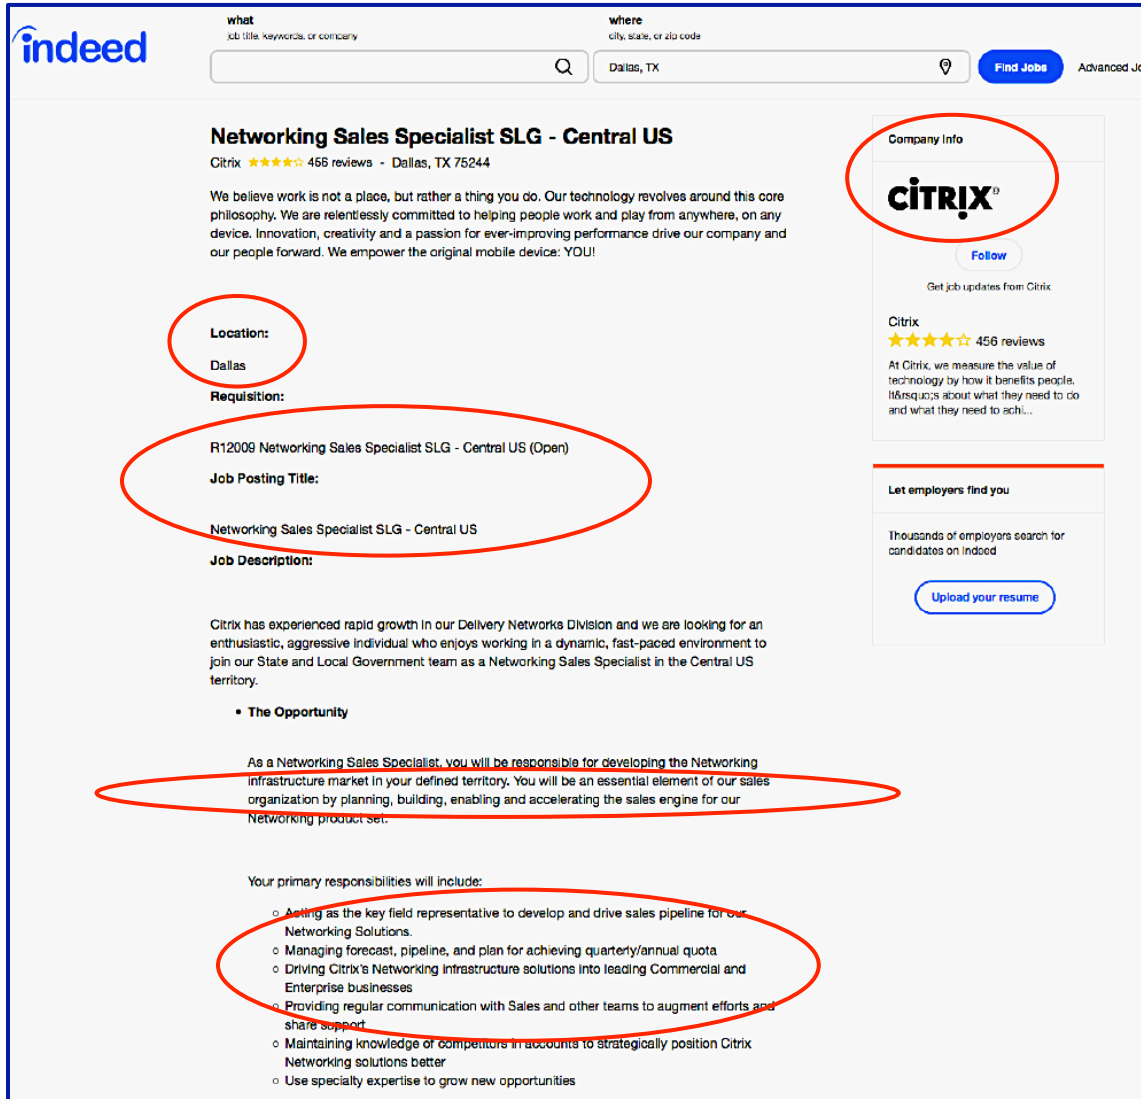 indeed
what
job title, keywords, or company
where
city, state, or zip code
Dallas, TX
Find Jobs
Advanced Jo
Networking Sales Specialist SLG - Central US
Citrix 456 reviews - Dallas, TX 75244
We believe work is not a place, but rather a thing you do. Our technology revolves around this core
philosophy. We are relentlessly committed to helping people work and play from anywhere, on any
device. Innovation, creativity and a passion for ever-improving performance drive our company and
our people forward. We empower the original mobile device: YOU!
Location:
Dallas
Requisition:
R12009 Networking Sales Specialist SLG - Central US (Open)
Job Posting Title:
Networking Sales Specialist SLG - Central US
Job Description:
Citrix has experienced rapid growth in our Delivery Networks Division and we are looking for an
enthusiastic, aggressive individual who enjoys working in a dynamic, fast-paced environment to
join our State and Local Government team as a Networking Sales Specialist in the Central US
territory.
• The Opportunity
As a Networking Sales Specialist, you will be responsible for developing the Networking
infrastructure market in your defined territory. You will be an essential element of our sales
organization by planning, building, enabling and accelerating the sales engine for our
Networking product set.
Your primary responsibilities will include:
○ Acting as the key field representative to develop and drive sales pipeline for our
Networking Solutions.
○ Managing forecast, pipeline, and plan for achieving quarterly/annual quota
○ Driving Citrix's Networking infrastructure solutions into leading Commercial and
Enterprise businesses
○ Providing regular communication with Sales and other teams to augment efforts and
share support
○ Maintaining knowledge of competitors in accounts to strategically position Citrix
Networking solutions better
○ Use specialty expertise to grow new opportunities
Company Info
CİTRIX®
Follow
Get job updates from Citrix
Citrix
456 reviews
At Citrix, we measure the value of
technology by how it benefits people.
It&rsquo;s about what they need to do
and what they need to achi...
Let employers find you
Thousands of employers search for
candidates on Indeed
Upload your resume